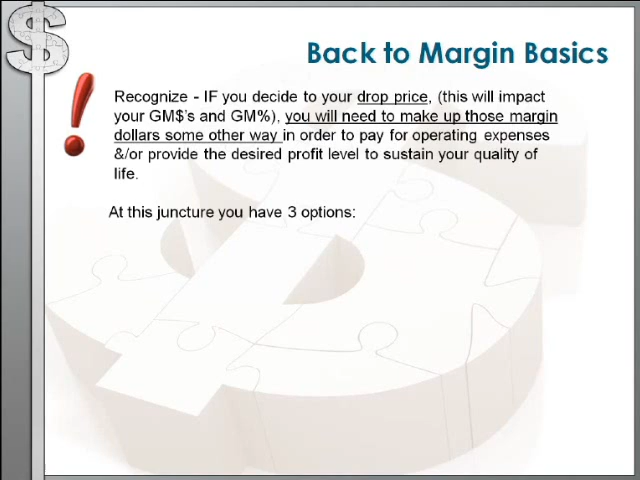 Back to Margin Basics
Recognize - IF you decide to your drop price, (this will impact
your GM$'s and GM%), you will need to make up those margin
dollars some other way in order to pay for operating expenses
&/or provide the desired profit level to sustain your quality of
life.
At this juncture you have 3 options: